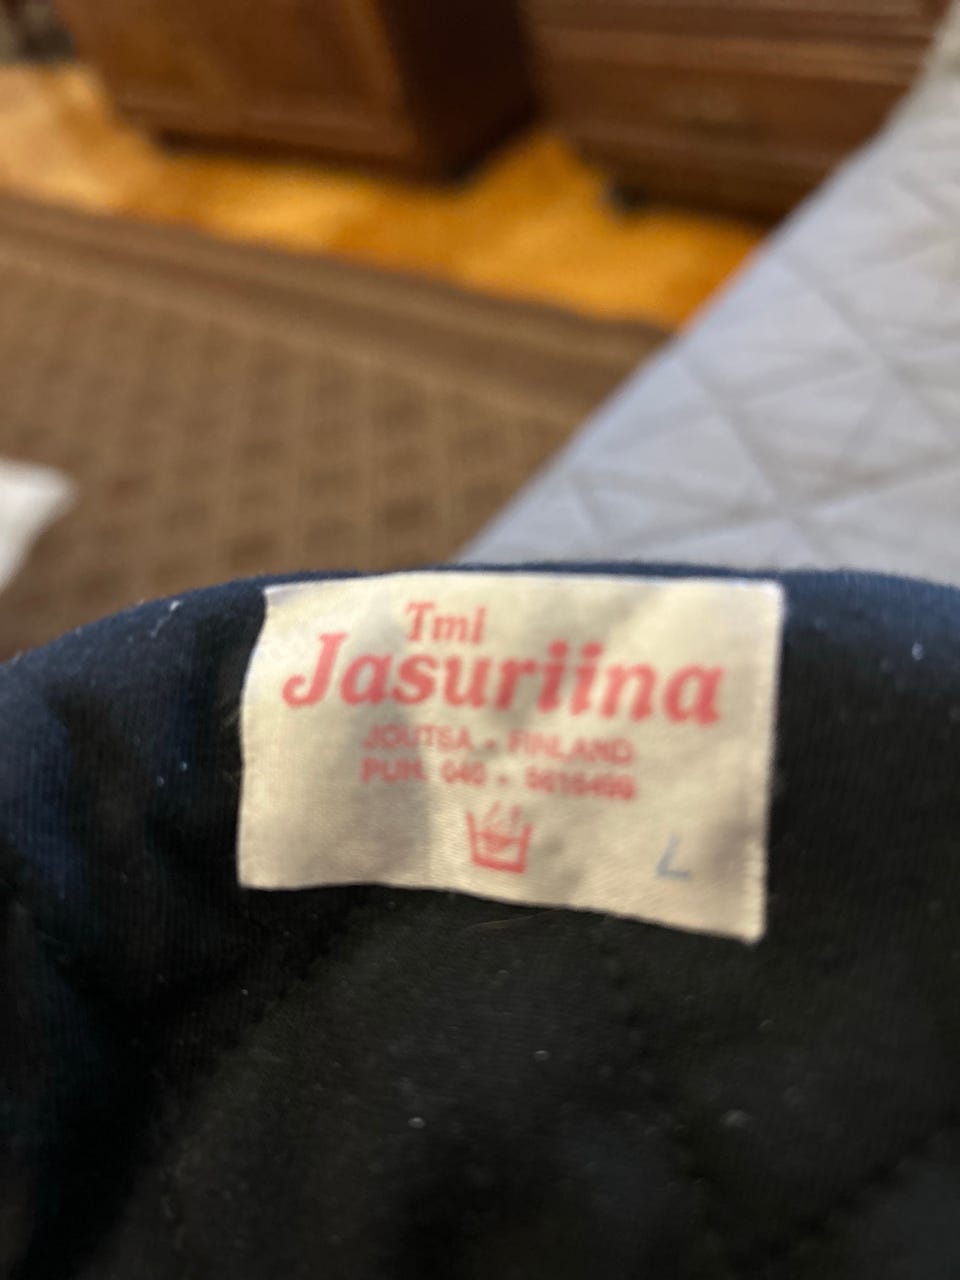 Tmi
Jasuriina
JOUTSA - FINLAND
PUH. 040 -
L